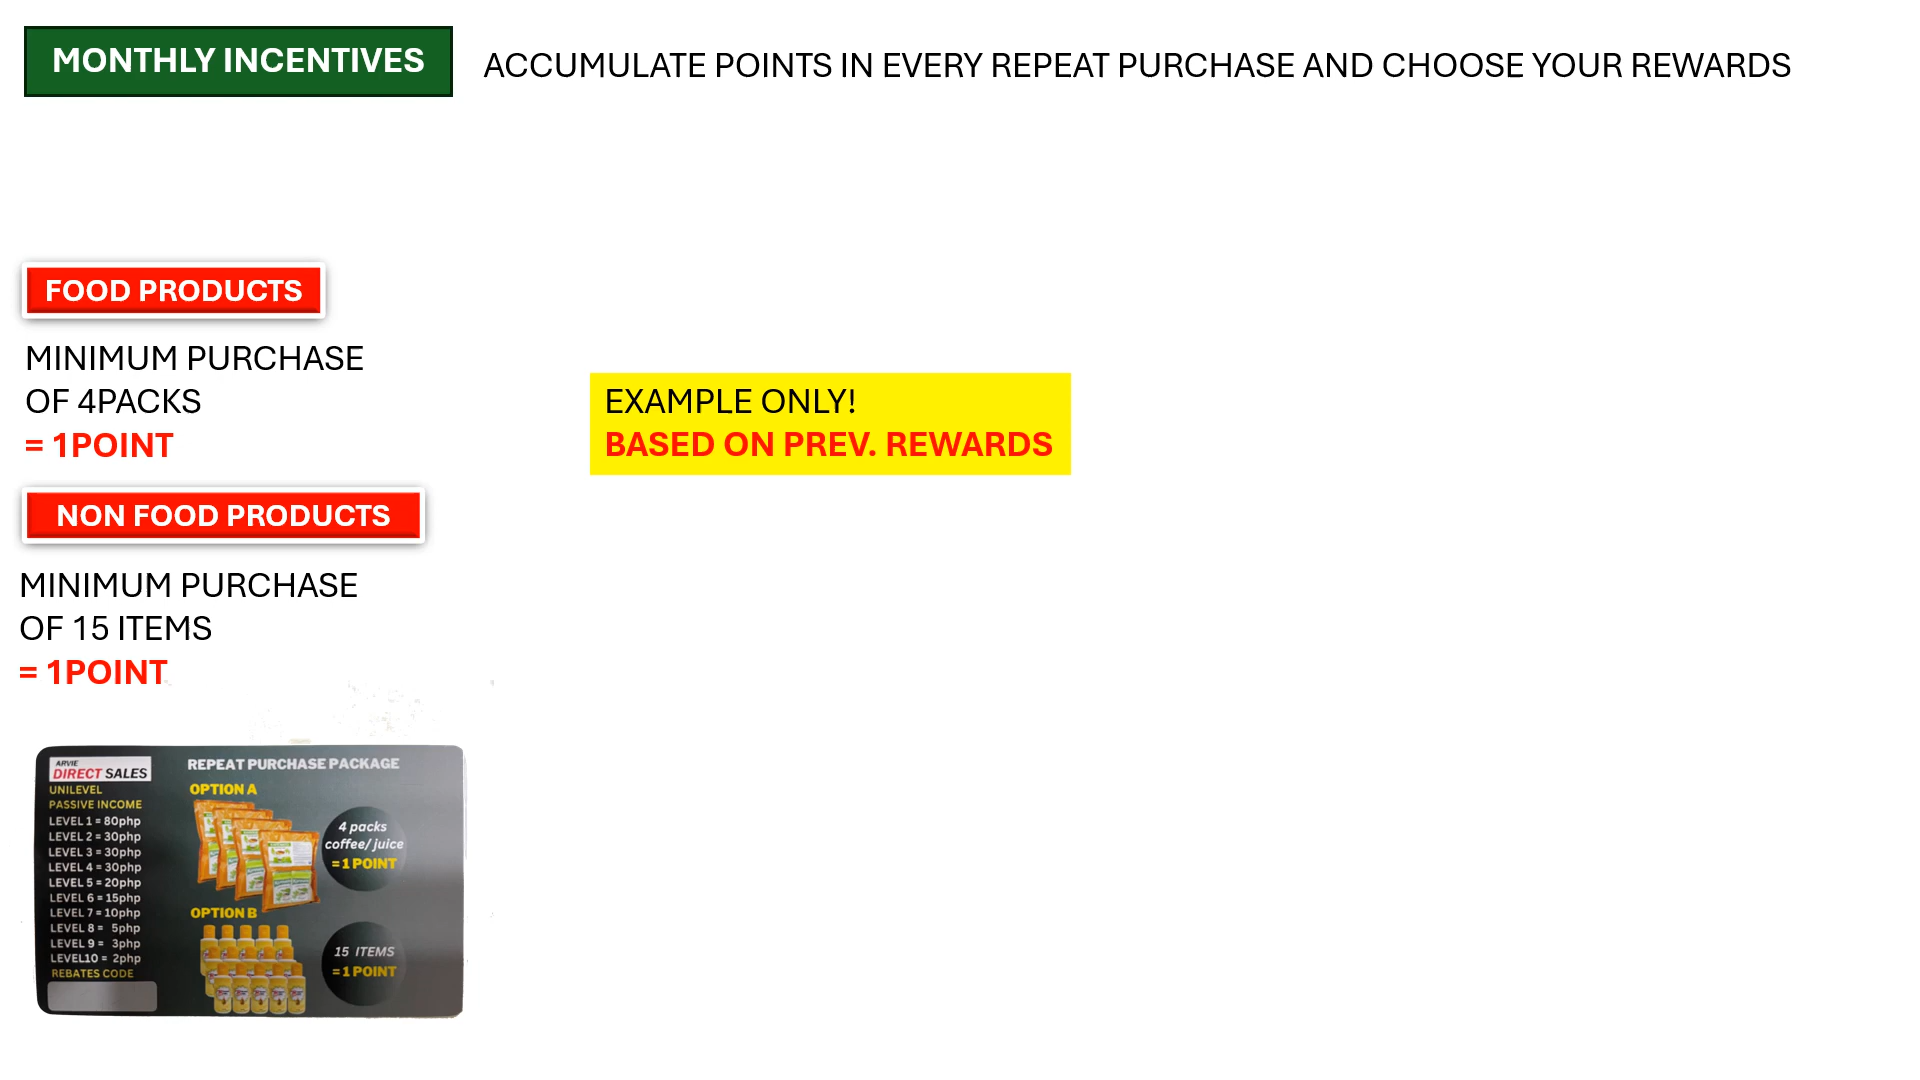 MONTHLY INCENTIVES
ACCUMULATE POINTS IN EVERY REPEAT PURCHASE AND CHOOSE YOUR REWARDS
FOOD PRODUCTS
MINIMUM PURCHASE
OF 4PACKS
= 1POINT
EXAMPLE ONLY!
BASED ON PREV. REWARDS
NON FOOD PRODUCTS
MINIMUM PURCHASE
OF 15 ITEMS
= 1POINT
ARVIE
DIRECT SALES
UNILEVEL
PASSIVE INCOME
LEVEL 1 = 80php
LEVEL 2 = 30php
LEVEL 3 = 30php
LEVEL 4 = 30php
LEVEL 5 = 20php
LEVEL 6 = 15php
LEVEL 7 = 10php
LEVEL 8 = 5php
LEVEL 9 = 3php
LEVEL10 = 2php
REBATES CODE
REPEAT PURCHASE PACKAGE
OPTION A
4 packs
coffee/ juice
= 1 POINT
OPTION B
15 ITEMS
= 1 POINT